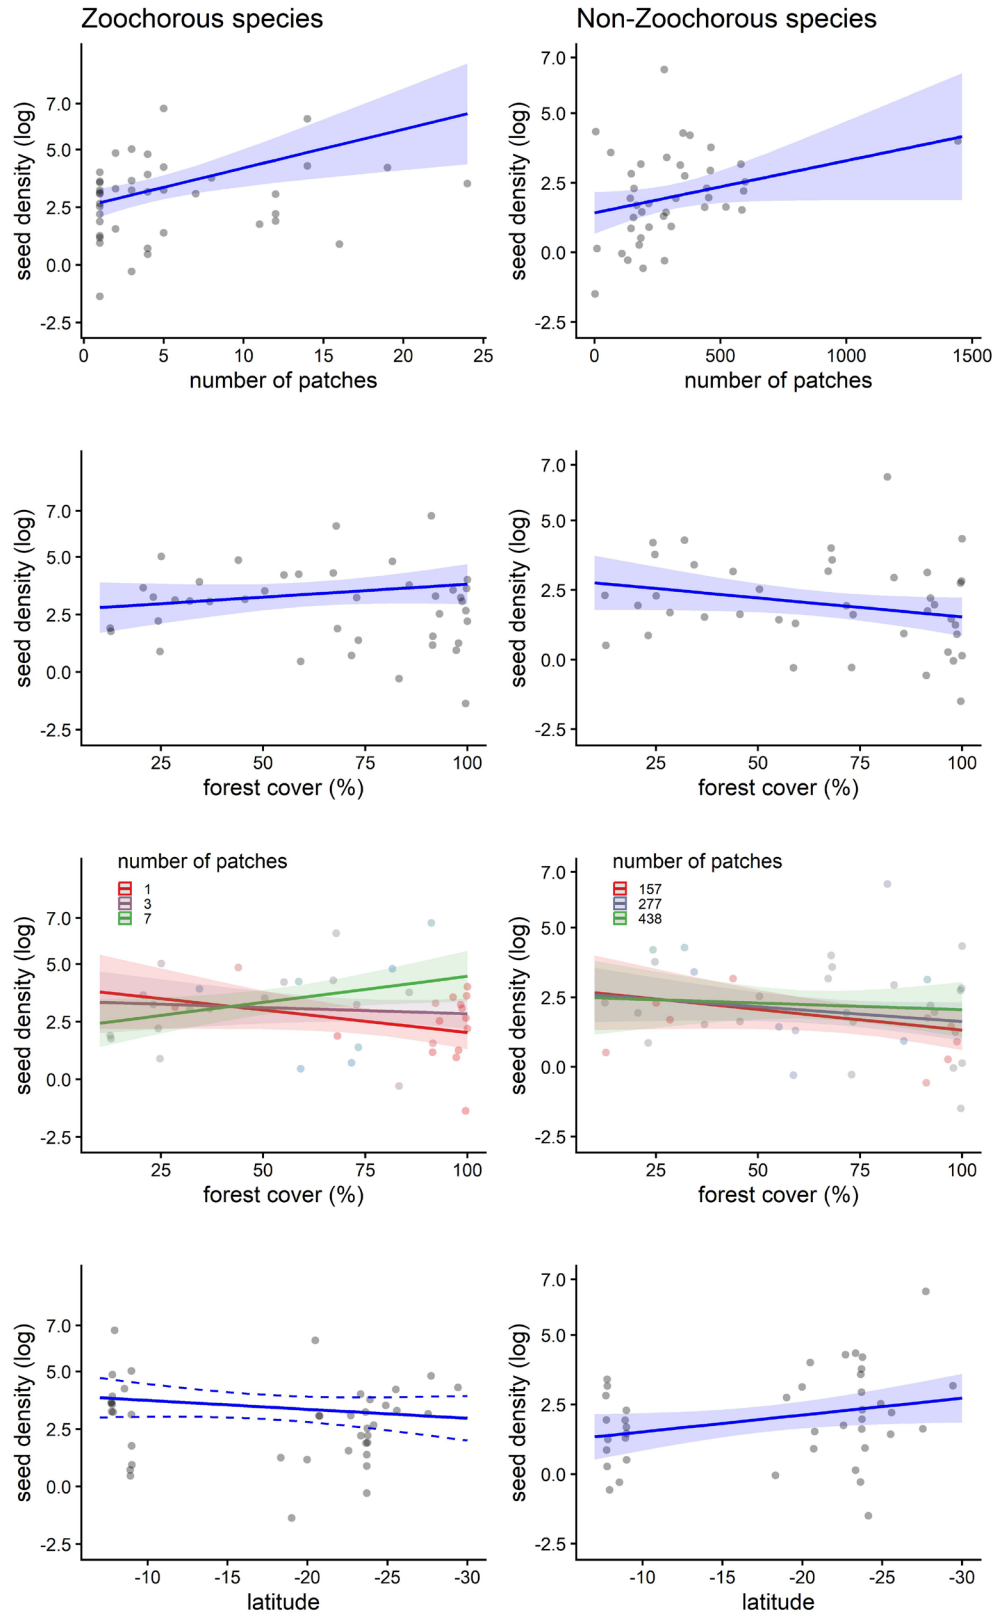 Zoochorous species
Non-Zoochorous species
seed density (log)
7.0
5.0
2.5
0.0
-2.5
0 5 10 15 20 25
number of patches
seed density (log)
7.0
5.0
2.5
0.0
-2.5
0 500 1000 1500
number of patches
seed density (log)
7.0
5.0
2.5
0.0
-2.5
25 50 75 100
forest cover (%)
seed density (log)
7.0
5.0
2.5
0.0
-2.5
25 50 75 100
forest cover (%)
number of patches
1
3
7
seed density (log)
7.0
5.0
2.5
0.0
-2.5
25 50 75 100
forest cover (%)
number of patches
157
277
438
seed density (log)
7.0
5.0
2.5
0.0
-2.5
25 50 75 100
forest cover (%)
seed density (log)
7.0
5.0
2.5
0.0
-2.5
-10 -15 -20 -25 -30
latitude
seed density (log)
7.0
5.0
2.5
0.0
-2.5
-10 -15 -20 -25 -30
latitude